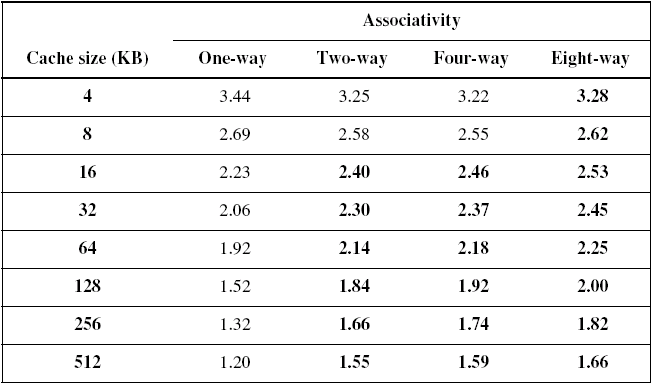 Associativity
Cache size (KB) One-way Two-way Four-way Eight-way
4 3.44 3.25 3.22 3.28
8 2.69 2.58 2.55 2.62
16 2.23 2.40 2.46 2.53
32 2.06 2.30 2.37 2.45
64 1.92 2.14 2.18 2.25
128 1.52 1.84 1.92 2.00
256 1.32 1.66 1.74 1.82
512 1.20 1.55 1.59 1.66